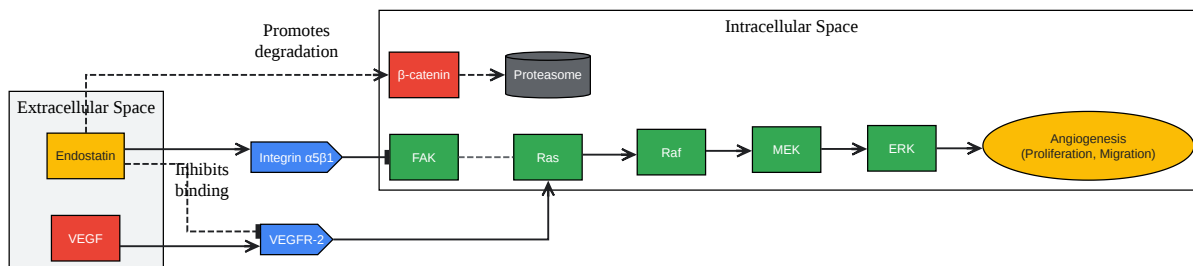 Promotes
degradation
Intracellular Space
β-catenin
Proteasome
Extracellular Space
Endostatin
Integrin α5β1
FAK
Ras
Raf
MEK
ERK
Angiogenesis
(Proliferation, Migration)
Inhibits
binding
VEGF
VEGFR-2